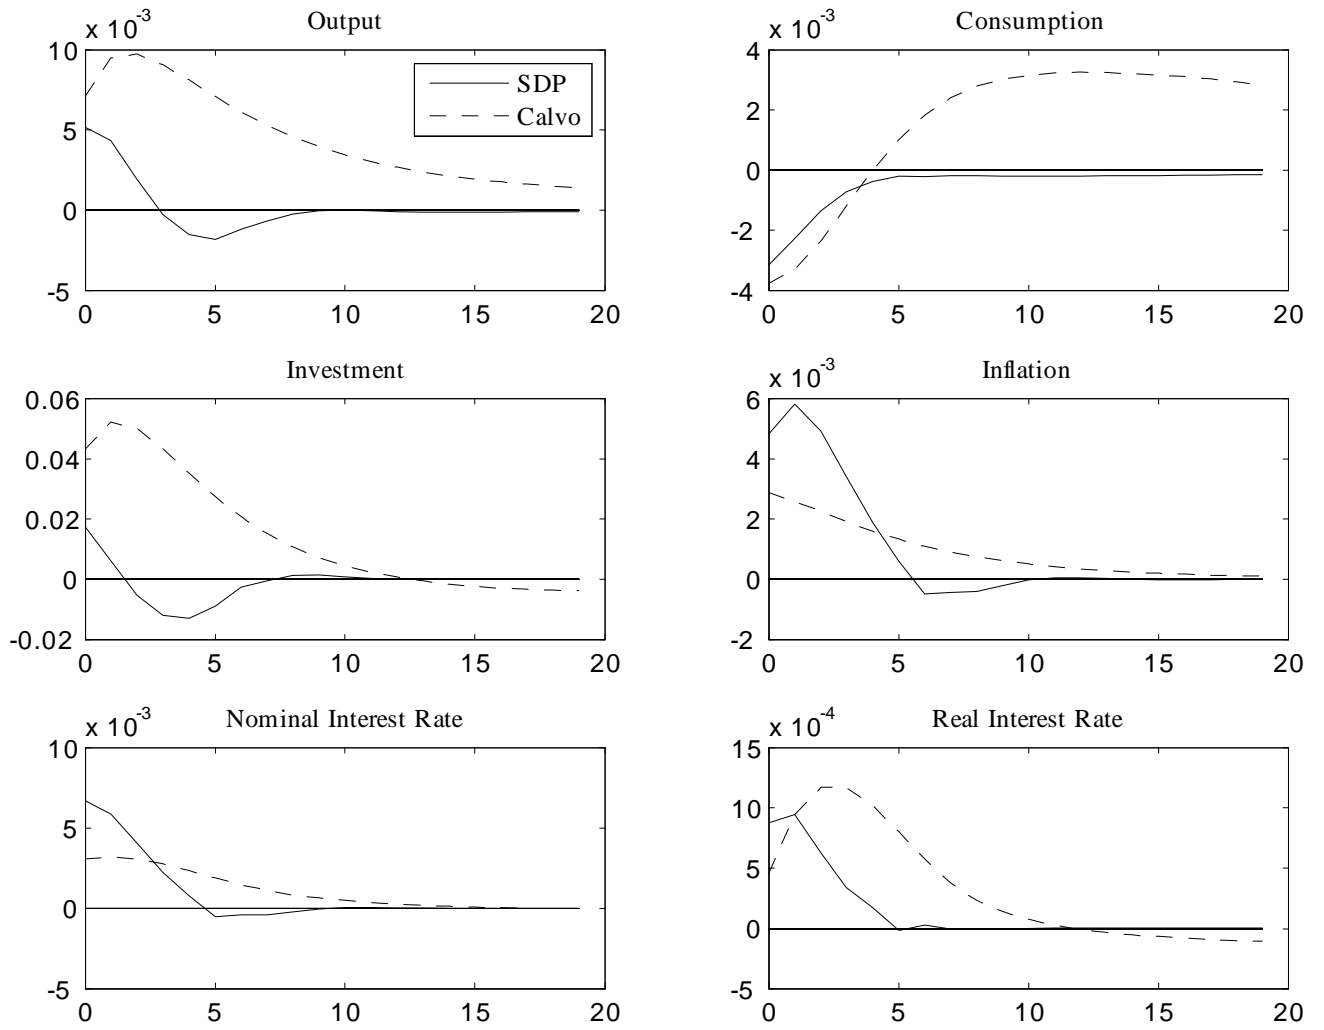 Output
x 10-3
10
5
0
-5
0 5 10 15 20
SDP
Calvo
Consumption
x 10-3
4
2
0
-2
-4
0 5 10 15 20
Investment
0.06
0.04
0.02
0
-0.02
0 5 10 15 20
Inflation
x 10-3
6
4
2
0
-2
0 5 10 15 20
Nominal Interest Rate
x 10-3
10
5
0
-5
0 5 10 15 20
Real Interest Rate
x 10-4
15
10
5
0
-5
0 5 10 15 20